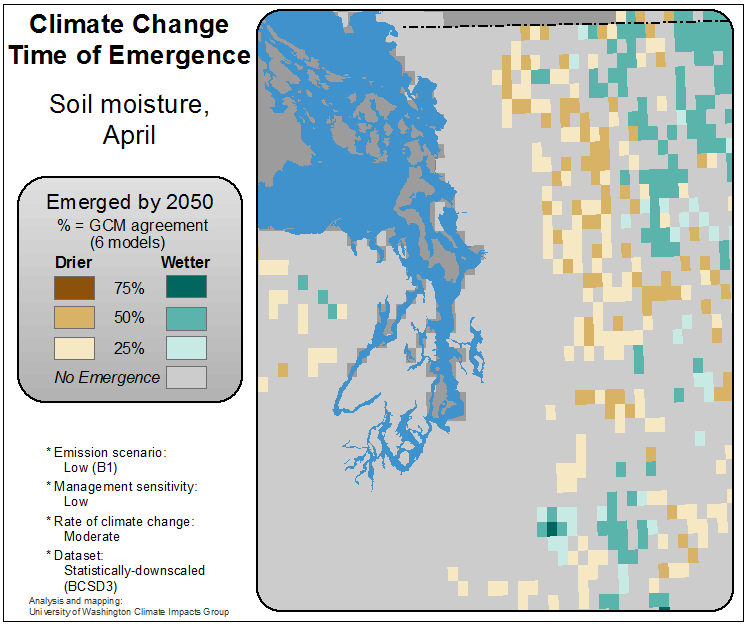 Climate Change
Time of Emergence
Soil moisture,
April
Emerged by 2050
% = GCM agreement
(6 models)
Drier Wetter
75%
50%
25%
No Emergence
* Emission scenario:
Low (B1)
* Management sensitivity:
Low
* Rate of climate change:
Moderate
* Dataset:
Statistically-downscaled
(BCSD3)
Analysis and mapping:
University of Washington Climate Impacts Group